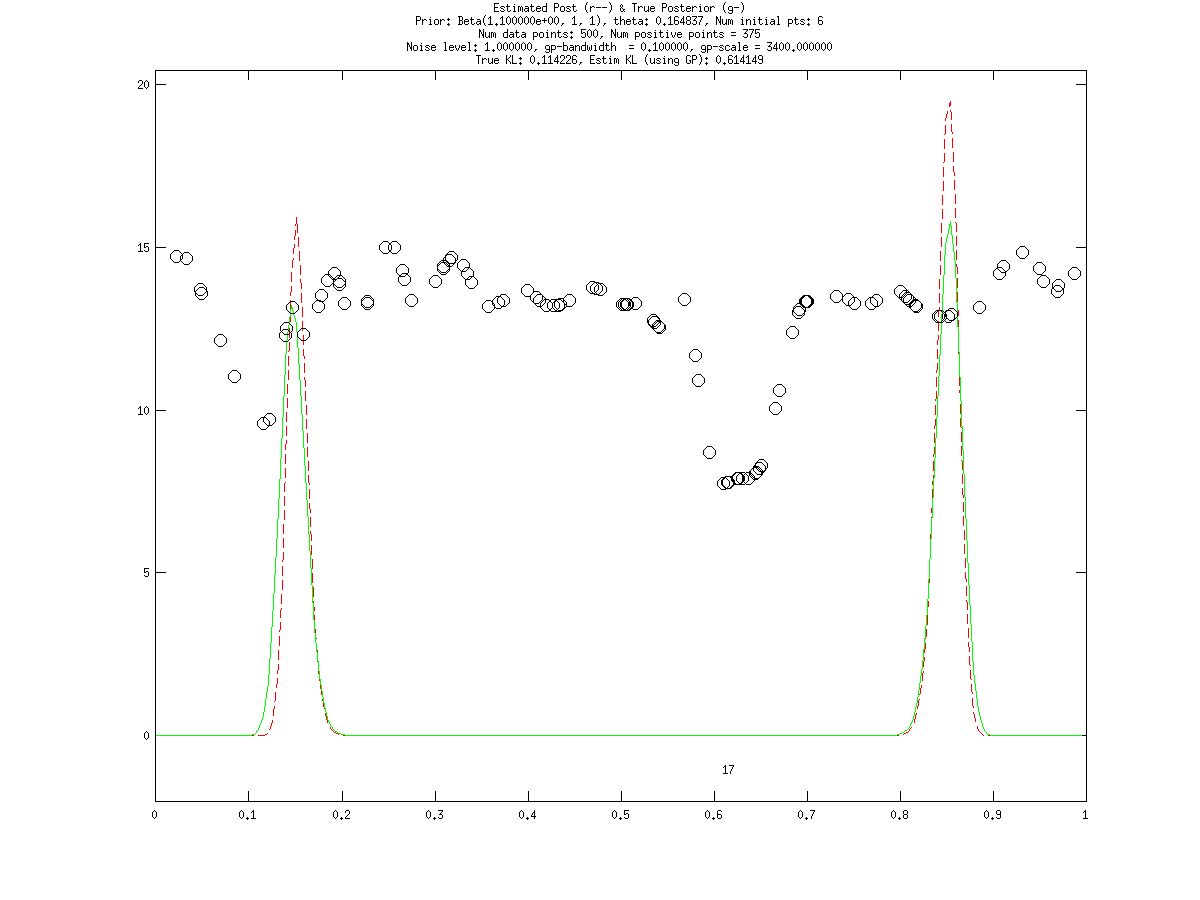 Estimated Post (r--) & True Posterior (g-)
Prior: Beta(1.100000e+00, 1, 1), theta: 0.164837, Num initial pts: 6
Num data points: 500, Num positive points = 375
Noise level: 1.000000, gp-bandwidth  = 0.100000, gp-scale = 3400.000000
True KL: 0.114226, Estim KL (using GP): 0.614149
20
15
10
5
0
17
0 0.1 0.2 0.3 0.4 0.5 0.6 0.7 0.8 0.9 1